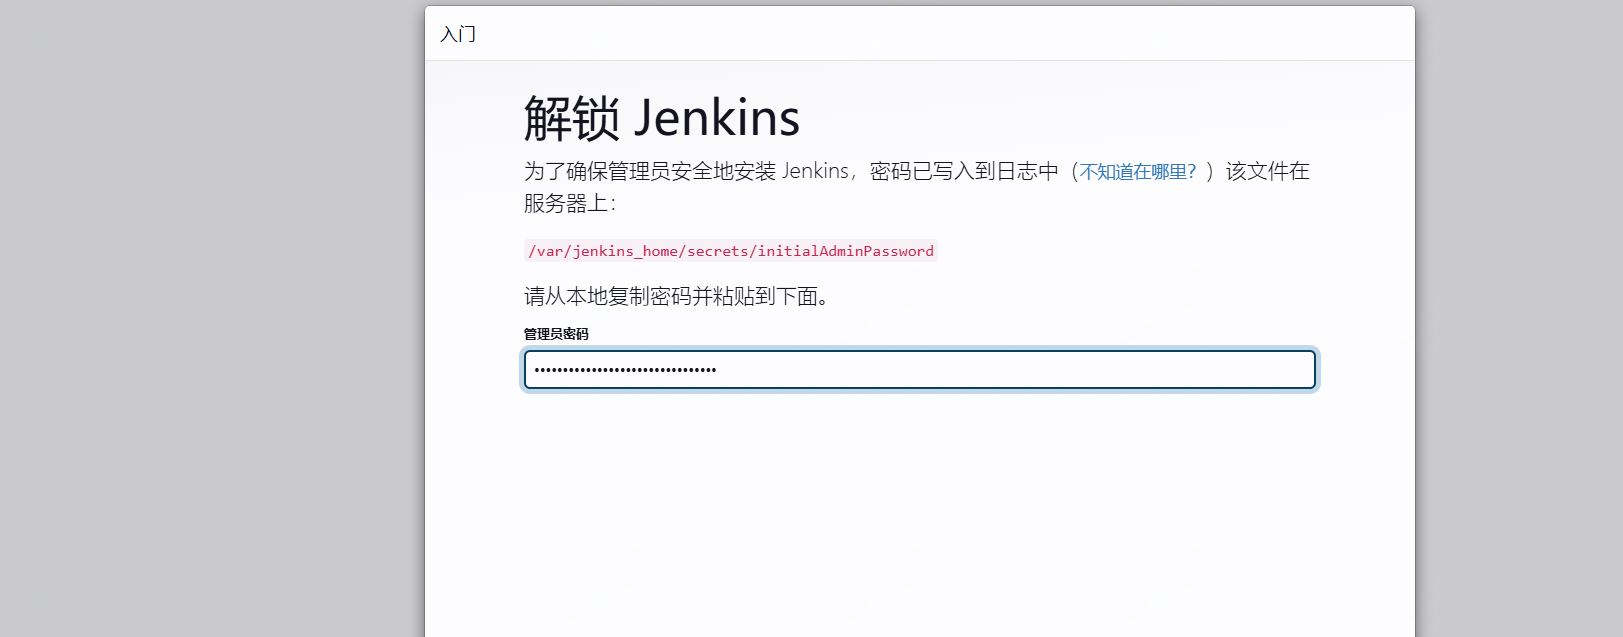 入门
解锁 Jenkins
为了确保管理员安全地安装 Jenkins，密码已写入到日志中（不知道在哪里？）该文件在
服务器上：
/var/jenkins_home/secrets/initialAdminPassword
请从本地复制密码并粘贴到下面。
管理员密码